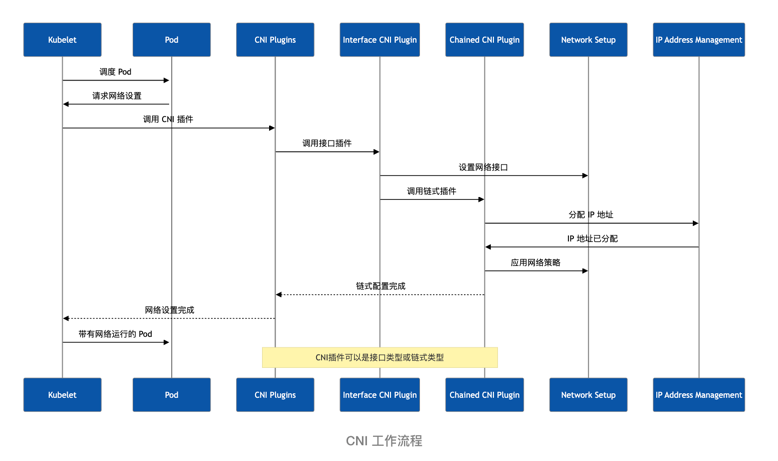 Kubelet
Pod
CNI Plugins
Interface CNI Plugin
Chained CNI Plugin
Network Setup
IP Address Management
调度 Pod
请求网络设置
调用 CNI 插件
调用接口插件
设置网络接口
调用链式插件
分配 IP 地址
IP 地址已分配
应用网络策略
链式配置完成
网络设置完成
带有网络运行的 Pod
CNI插件可以是接口类型或链式类型
Kubelet
Pod
CNI Plugins
Interface CNI Plugin
Chained CNI Plugin
Network Setup
IP Address Management
CNI 工作流程